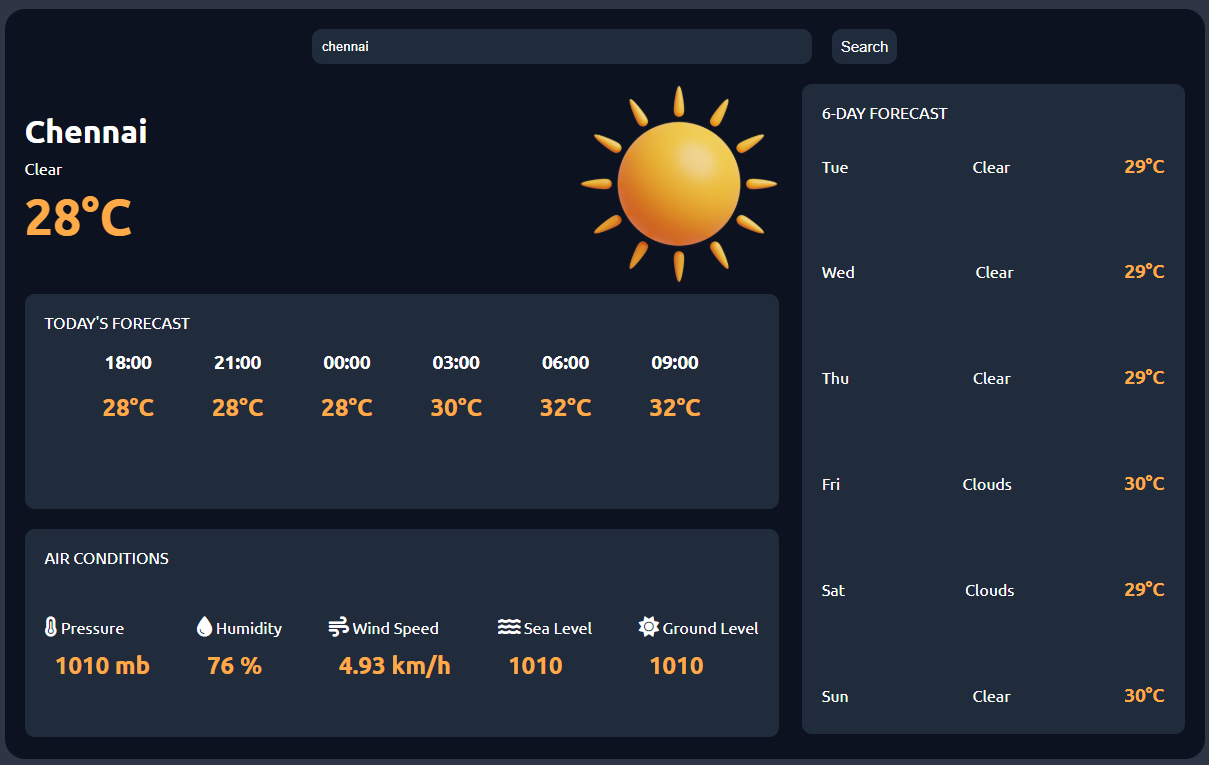 chennai
Search
Chennai
Clear
28°C
TODAY'S FORECAST
18:00 21:00 00:00 03:00 06:00 09:00
28°C 28°C 28°C 30°C 32°C 32°C
AIR CONDITIONS
Pressure Humidity Wind Speed Sea Level Ground Level
1010 mb 76 % 4.93 km/h 1010 1010
6-DAY FORECAST
Tue Clear 29°C
Wed Clear 29°C
Thu Clear 29°C
Fri Clouds 30°C
Sat Clouds 29°C
Sun Clear 30°C